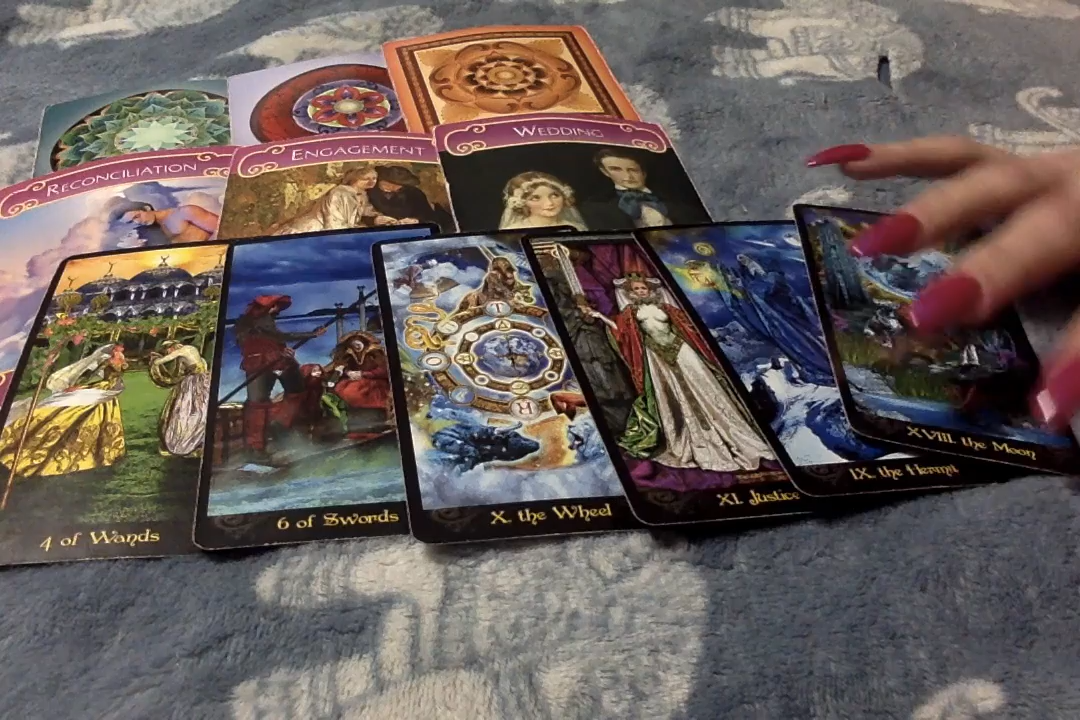 RECONCILIATION
ENGAGEMENT
WEDDING
4 of Wands
6 of Swords
X. the Wheel
XI. Justice
IX. the Hermit
XVIII. the Moon